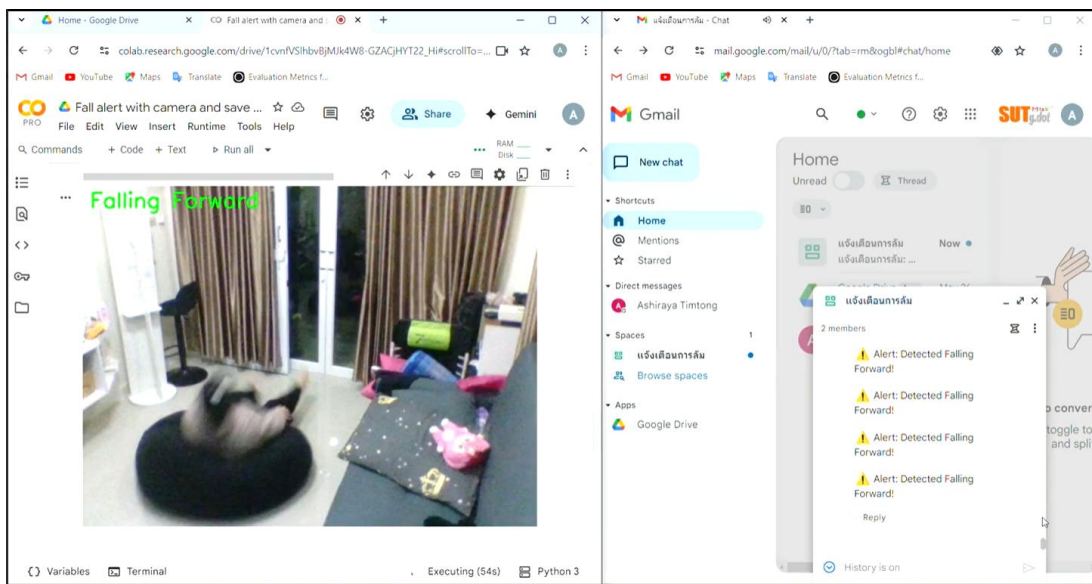 Home - Google Drive
Fall alert with camera and
colab.research.google.com/drive/1cvnfVSlhbvBjMJk4W8-GZACjHYT22_Hi#scrollTo=...
Gmail
YouTube
Maps
Translate
Evaluation Metrics f...
CO
PRO
Fall alert with camera and save ...
Share
Gemini
A
File Edit View Insert Runtime Tools Help
Commands
+ Code + Text
Run all
RAM
Disk
Falling Forward
Variables
Terminal
Executing (54s)
Python 3
แจ้งเตือนการล้ม - Chat
mail.google.com/mail/u/0/?tab=rm&ogbl#chat/home
A
Gmail
YouTube
Maps
Translate
Evaluation Metrics f...
Gmail
SUT
A
New chat
Shortcuts
Home
Mentions
Starred
Direct messages
Ashiraya Timtong
Spaces
1
แจ้งเตือนการล้ม
Browse spaces
Apps
Google Drive
Home
Unread
Thread
แจ้งเตือนการล้ม
Now
แจ้งเตือนการล้ม: ...
แจ้งเตือนการล้ม
2 members
Alert: Detected Falling
Forward!
Alert: Detected Falling
Forward!
Alert: Detected Falling
Forward!
Alert: Detected Falling
Forward!
Reply
History is on
toggle to